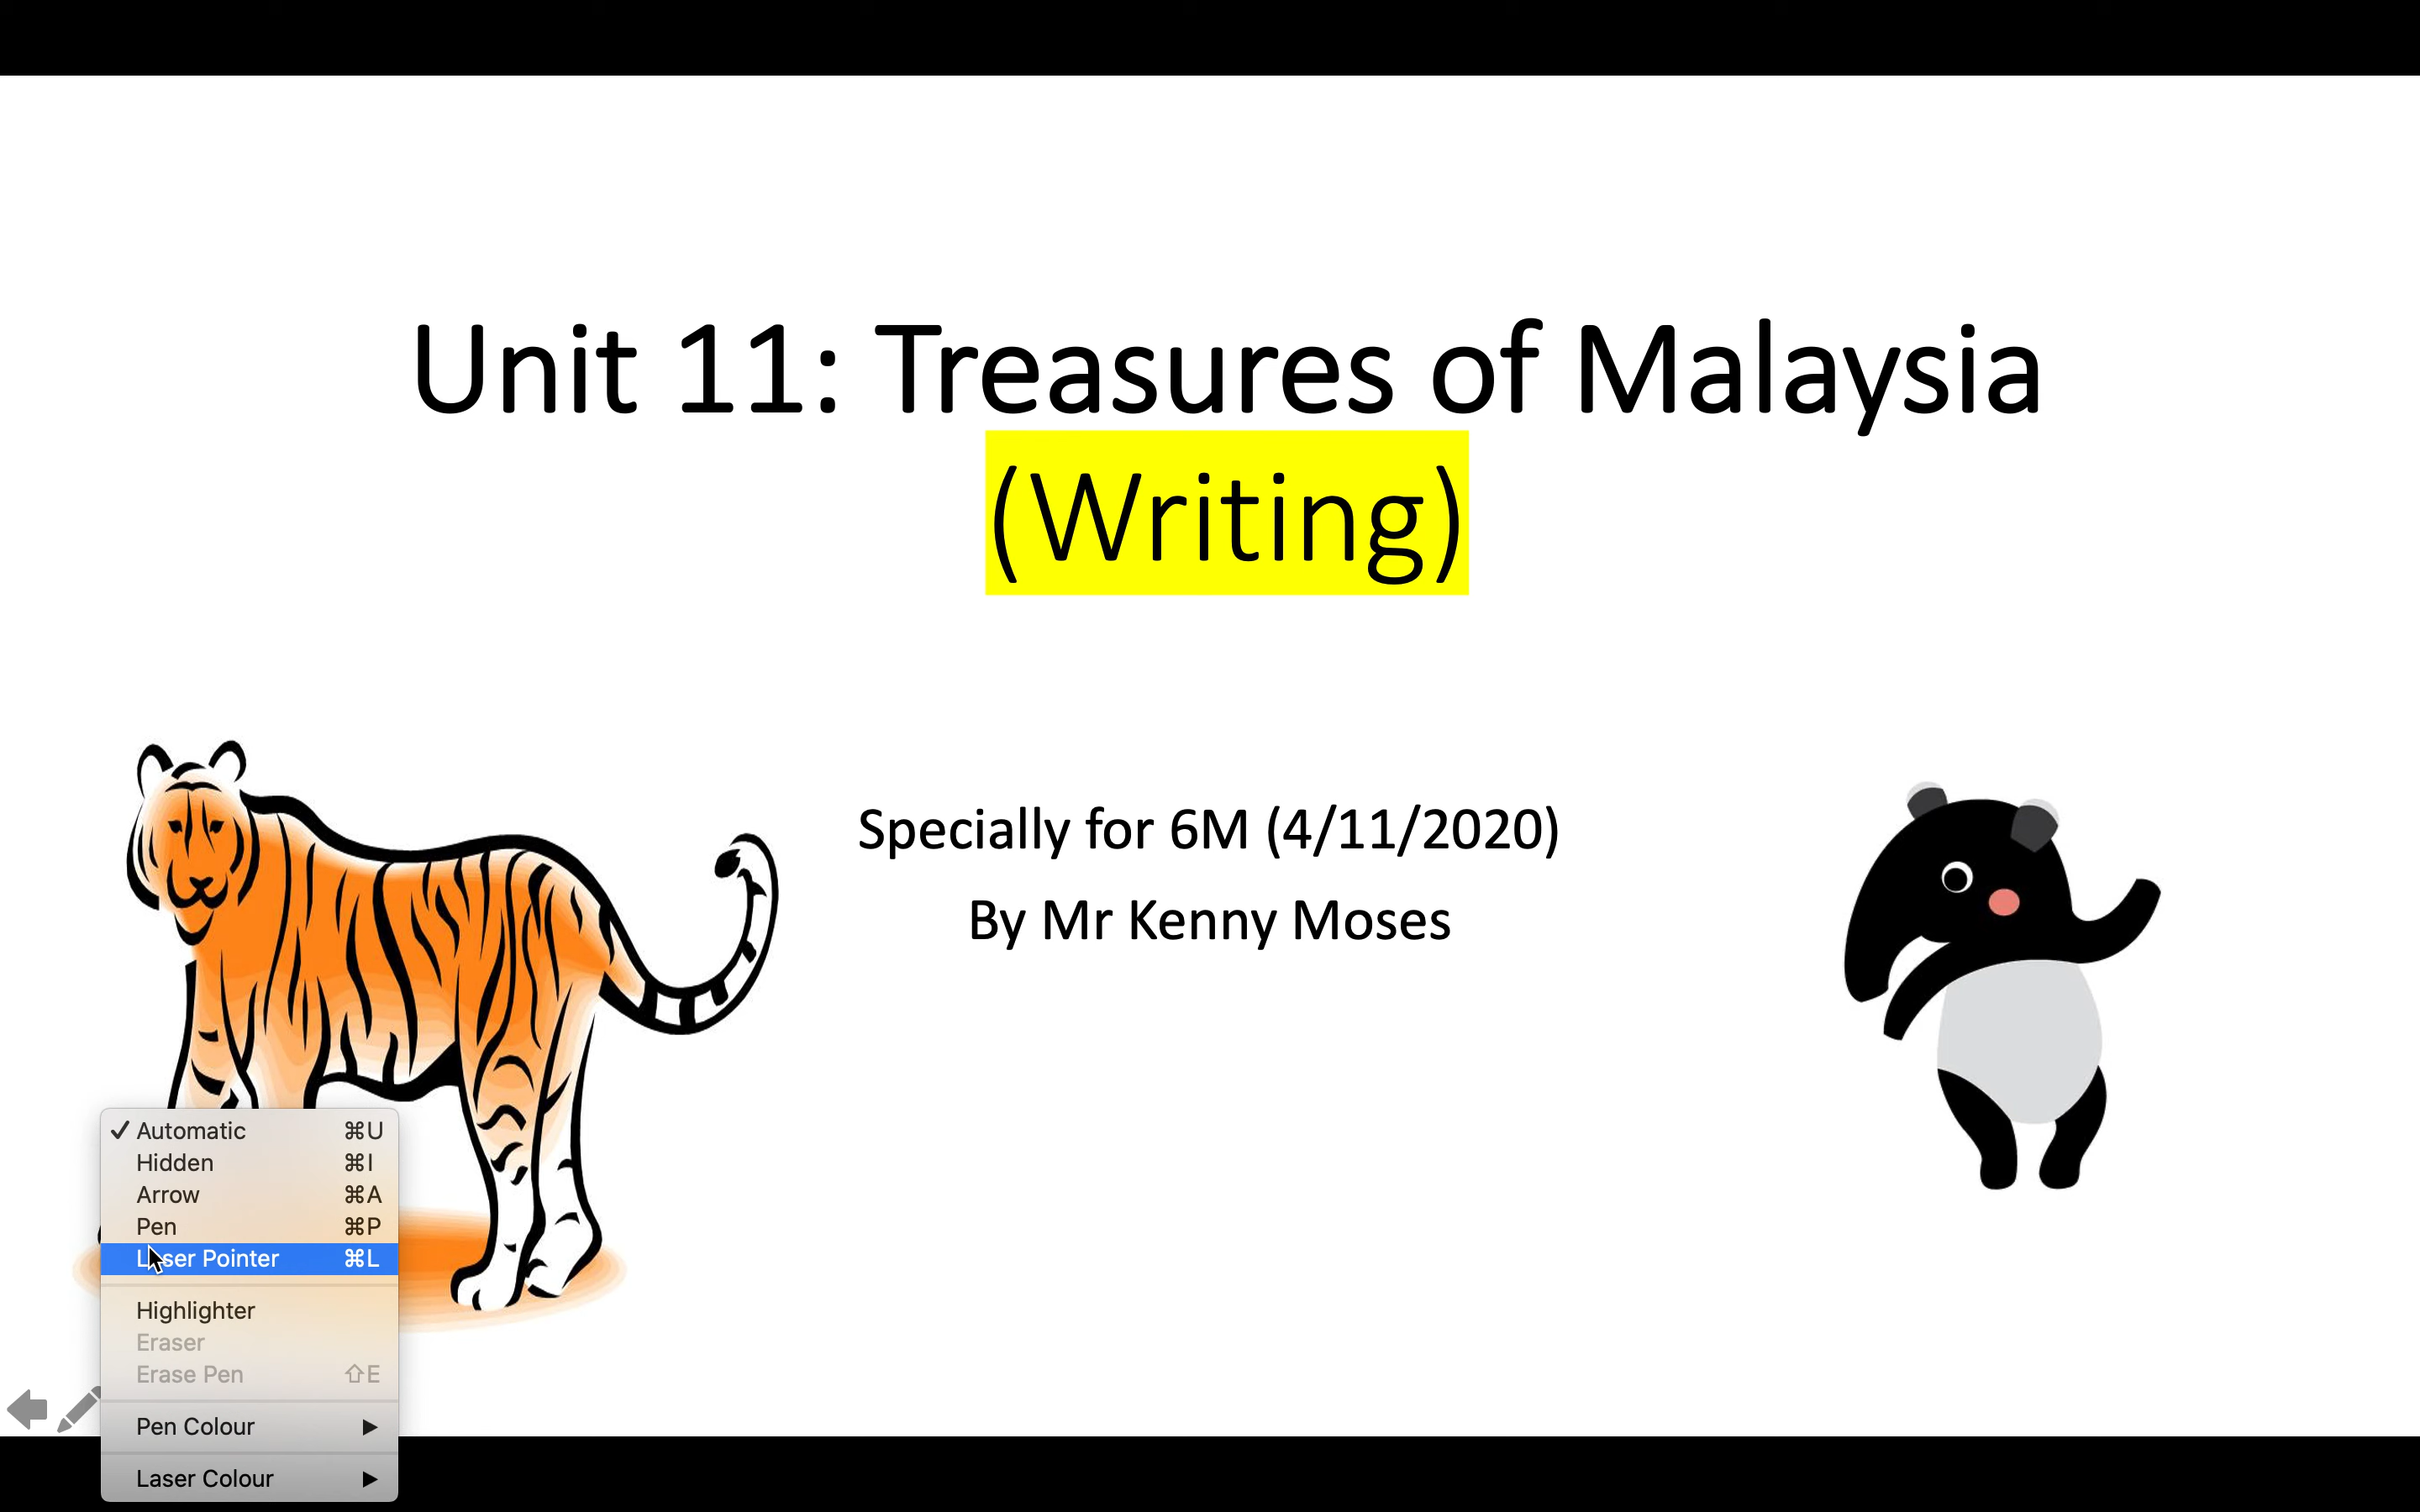 Unit 11: Treasures of Malaysia
(Writing)
Specially for 6M (4/11/2020)
By Mr Kenny Moses
✓ Automatic ⌘U
Hidden ⌘I
Arrow ⌘A
Pen ⌘P
Laser Pointer ⌘L
Highlighter
Eraser
Erase Pen ⇧E
Pen Colour ▶
Laser Colour ▶